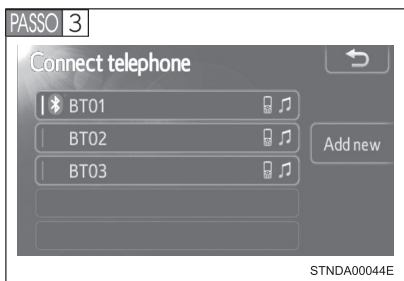 PASSO 3
Connect telephone
BT01
BT02
Add new
BT03
STNDA00044E